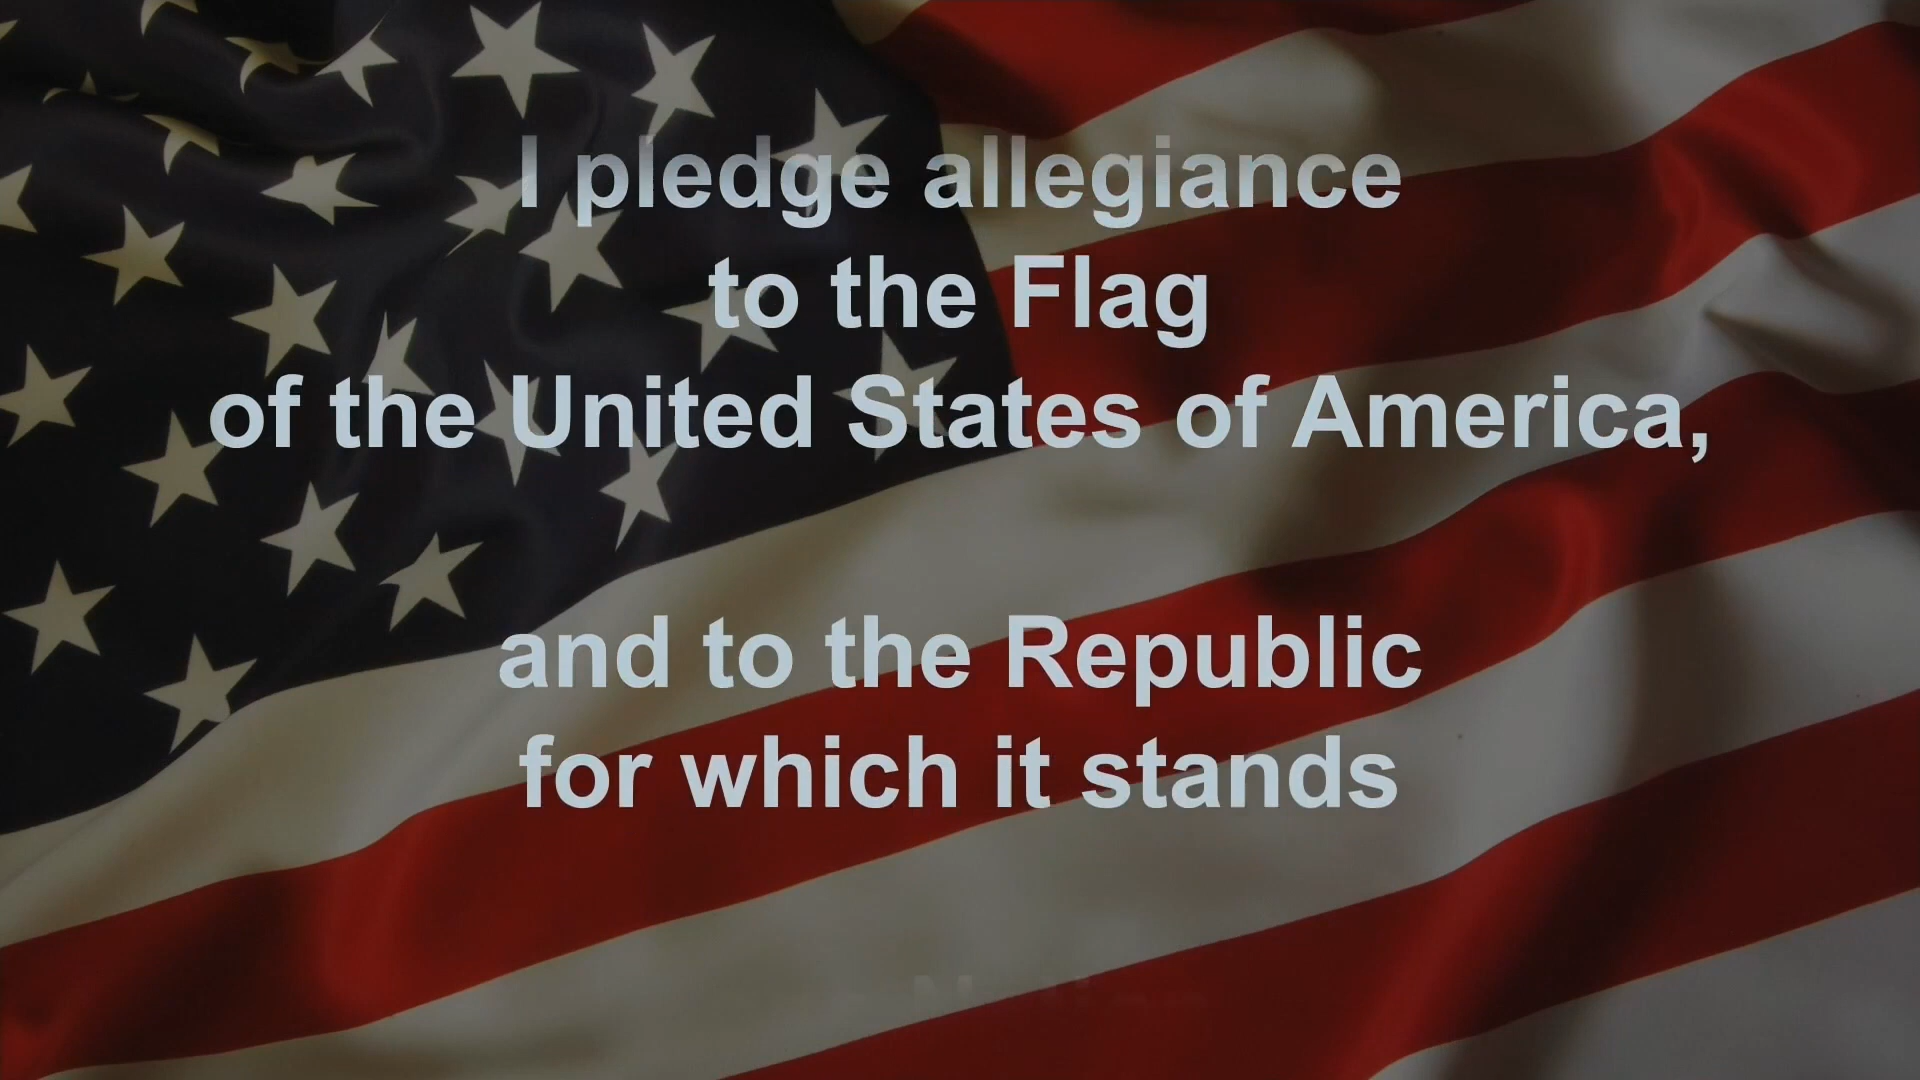 I pledge allegiance
to the Flag
of the United States of America,
and to the Republic
for which it stands